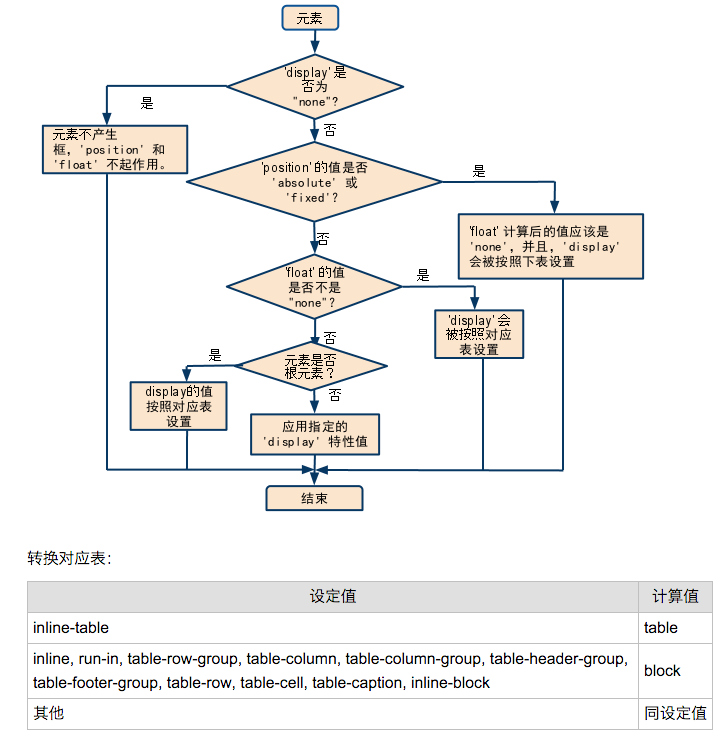 元素
'display' 是
否为
"none"?
是
否
元素不产生
框，'position' 和
'float' 不起作用。
'position' 的值是否
'absolute' 或
'fixed'?
是
否
'float' 计算后的值应该是
'none'，并且，'display'
会被按照下表设置
'float' 的值
是否不是
"none"?
是
否
'display' 会
被按照对应
表设置
元素是否
根元素？
是
否
display的值
按照对应表
设置
应用指定的
'display' 特性值
结束
转换对应表：
设定值 计算值
inline-table table
inline, run-in, table-row-group, table-column, table-column-group, table-header-group,
table-footer-group, table-row, table-cell, table-caption, inline-block
block
其他 同设定值